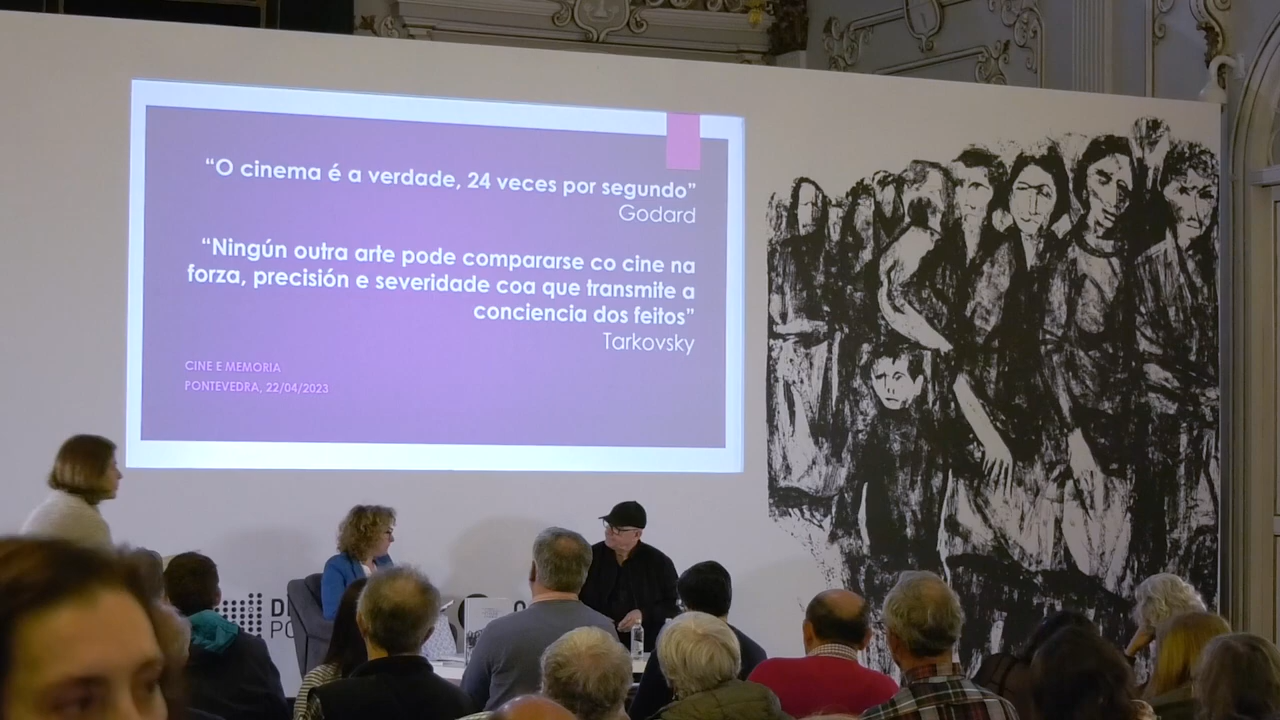 “O cinema é a verdade, 24 veces por segundo”
Godard
“Ningún outra arte pode compararse co cine na
forza, precisión e severidade coa que transmite a
conciencia dos feitos”
Tarkovsky
CINE E MEMORIA
PONTEVEDRA, 22/04/2023